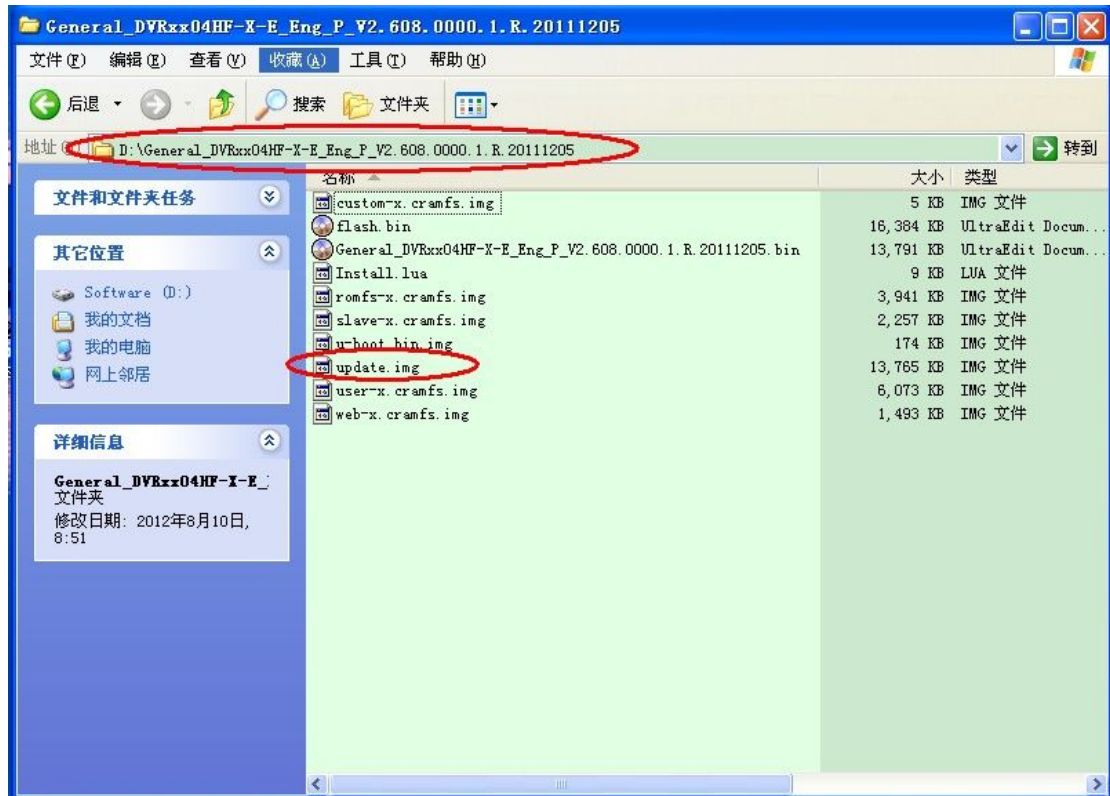 General_DVRxx04HF-X-E_Eng_P_V2.608.0000.1.R.20111205
文件(F) 编辑(E) 查看(V) 收藏(A) 工具(T) 帮助(H)
后退 搜索 文件夹
地址 D:\General_DVRxx04HF-X-E_Eng_P_V2.608.0000.1.R.20111205 转到
文件和文件夹任务
其它位置
Software (D:)
我的文档
我的电脑
网上邻居
详细信息
General_DVRxx04HF-X-E_
文件夹
修改日期: 2012年8月10日,
8:51
名称 大小 类型
custom-x.cramfs.img 5 KB IMG 文件
flash.bin 16,384 KB UltraEdit Docum...
General_DVRxx04HF-X-E_Eng_P_V2.608.0000.1.R.20111205.bin 13,791 KB UltraEdit Docum...
Install.lua 9 KB LUA 文件
romfs-x.cramfs.img 3,941 KB IMG 文件
slave-x.cramfs.img 2,257 KB IMG 文件
u-boot.bin.img 174 KB IMG 文件
update.img 13,765 KB IMG 文件
user-x.cramfs.img 6,073 KB IMG 文件
web-x.cramfs.img 1,493 KB IMG 文件